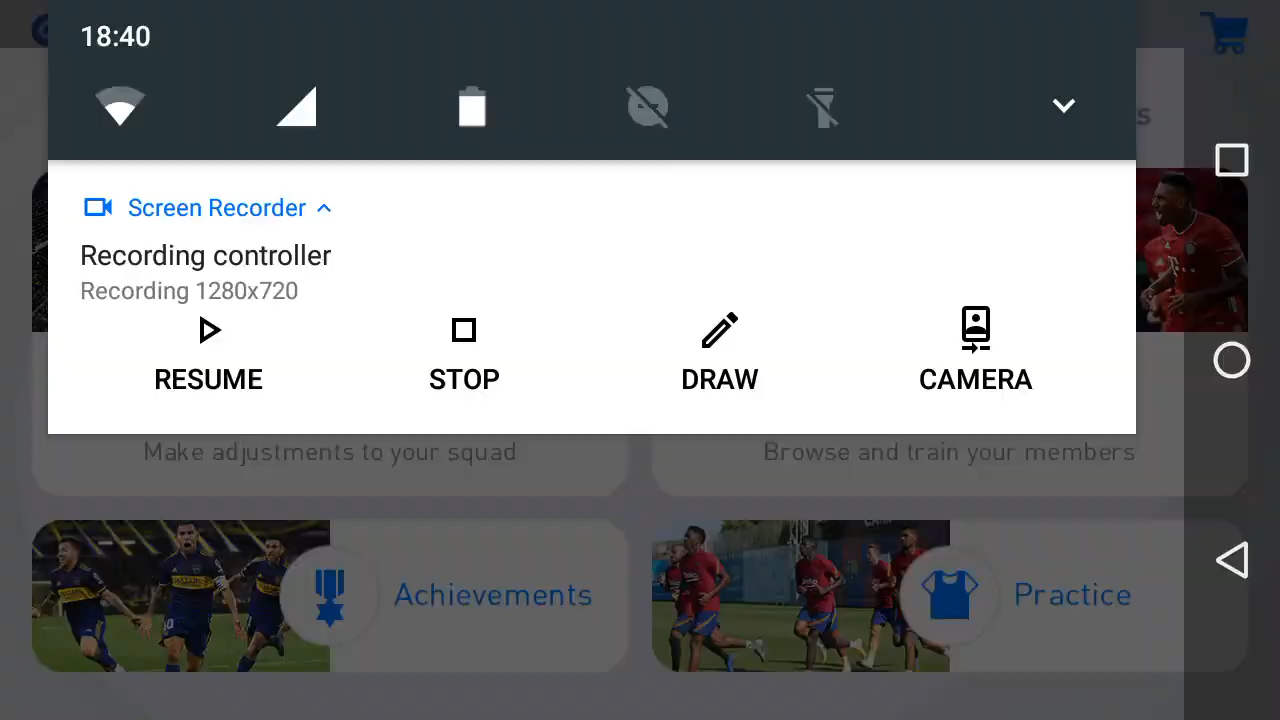 18:40
s
Screen Recorder
Recording controller
Recording 1280x720
RESUME STOP DRAW CAMERA
Make adjustments to your squad Browse and train your members
Achievements Practice